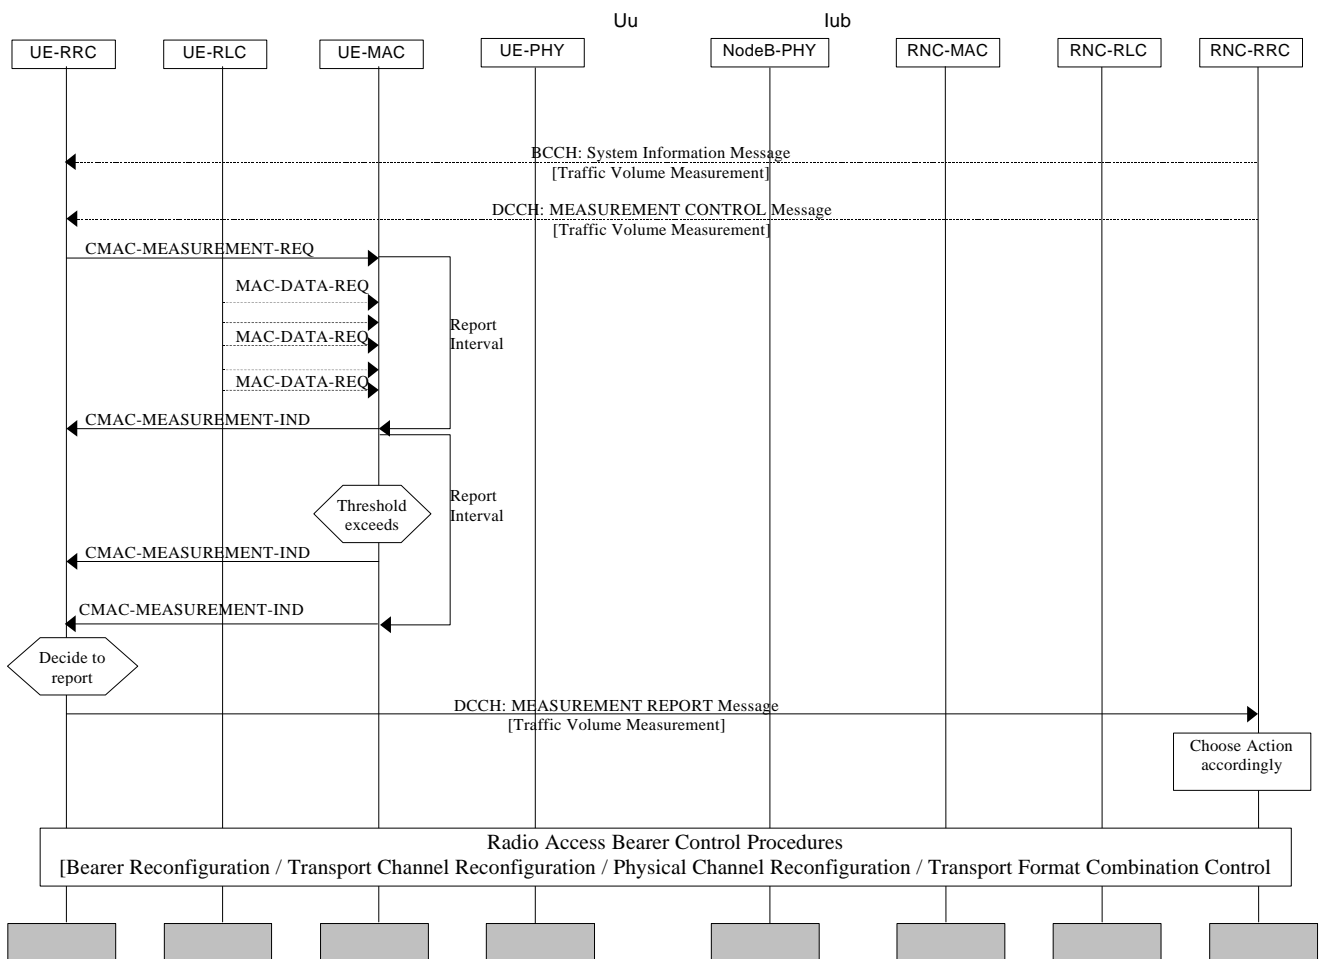 Uu Iub
UE-RRC UE-RLC UE-MAC UE-PHY NodeB-PHY RNC-MAC RNC-RLC RNC-RRC
BCCH: System Information Message
[Traffic Volume Measurement]
DCCH: MEASUREMENT CONTROL Message
[Traffic Volume Measurement]
CMAC-MEASUREMENT-REQ
MAC-DATA-REQ
Report
Interval
MAC-DATA-REQ
MAC-DATA-REQ
CMAC-MEASUREMENT-IND
Report
Interval
Threshold
exceeds
CMAC-MEASUREMENT-IND
CMAC-MEASUREMENT-IND
Decide to
report
DCCH: MEASUREMENT REPORT Message
[Traffic Volume Measurement]
Choose Action
accordingly
Radio Access Bearer Control Procedures
[Bearer Reconfiguration / Transport Channel Reconfiguration / Physical Channel Reconfiguration / Transport Format Combination Control